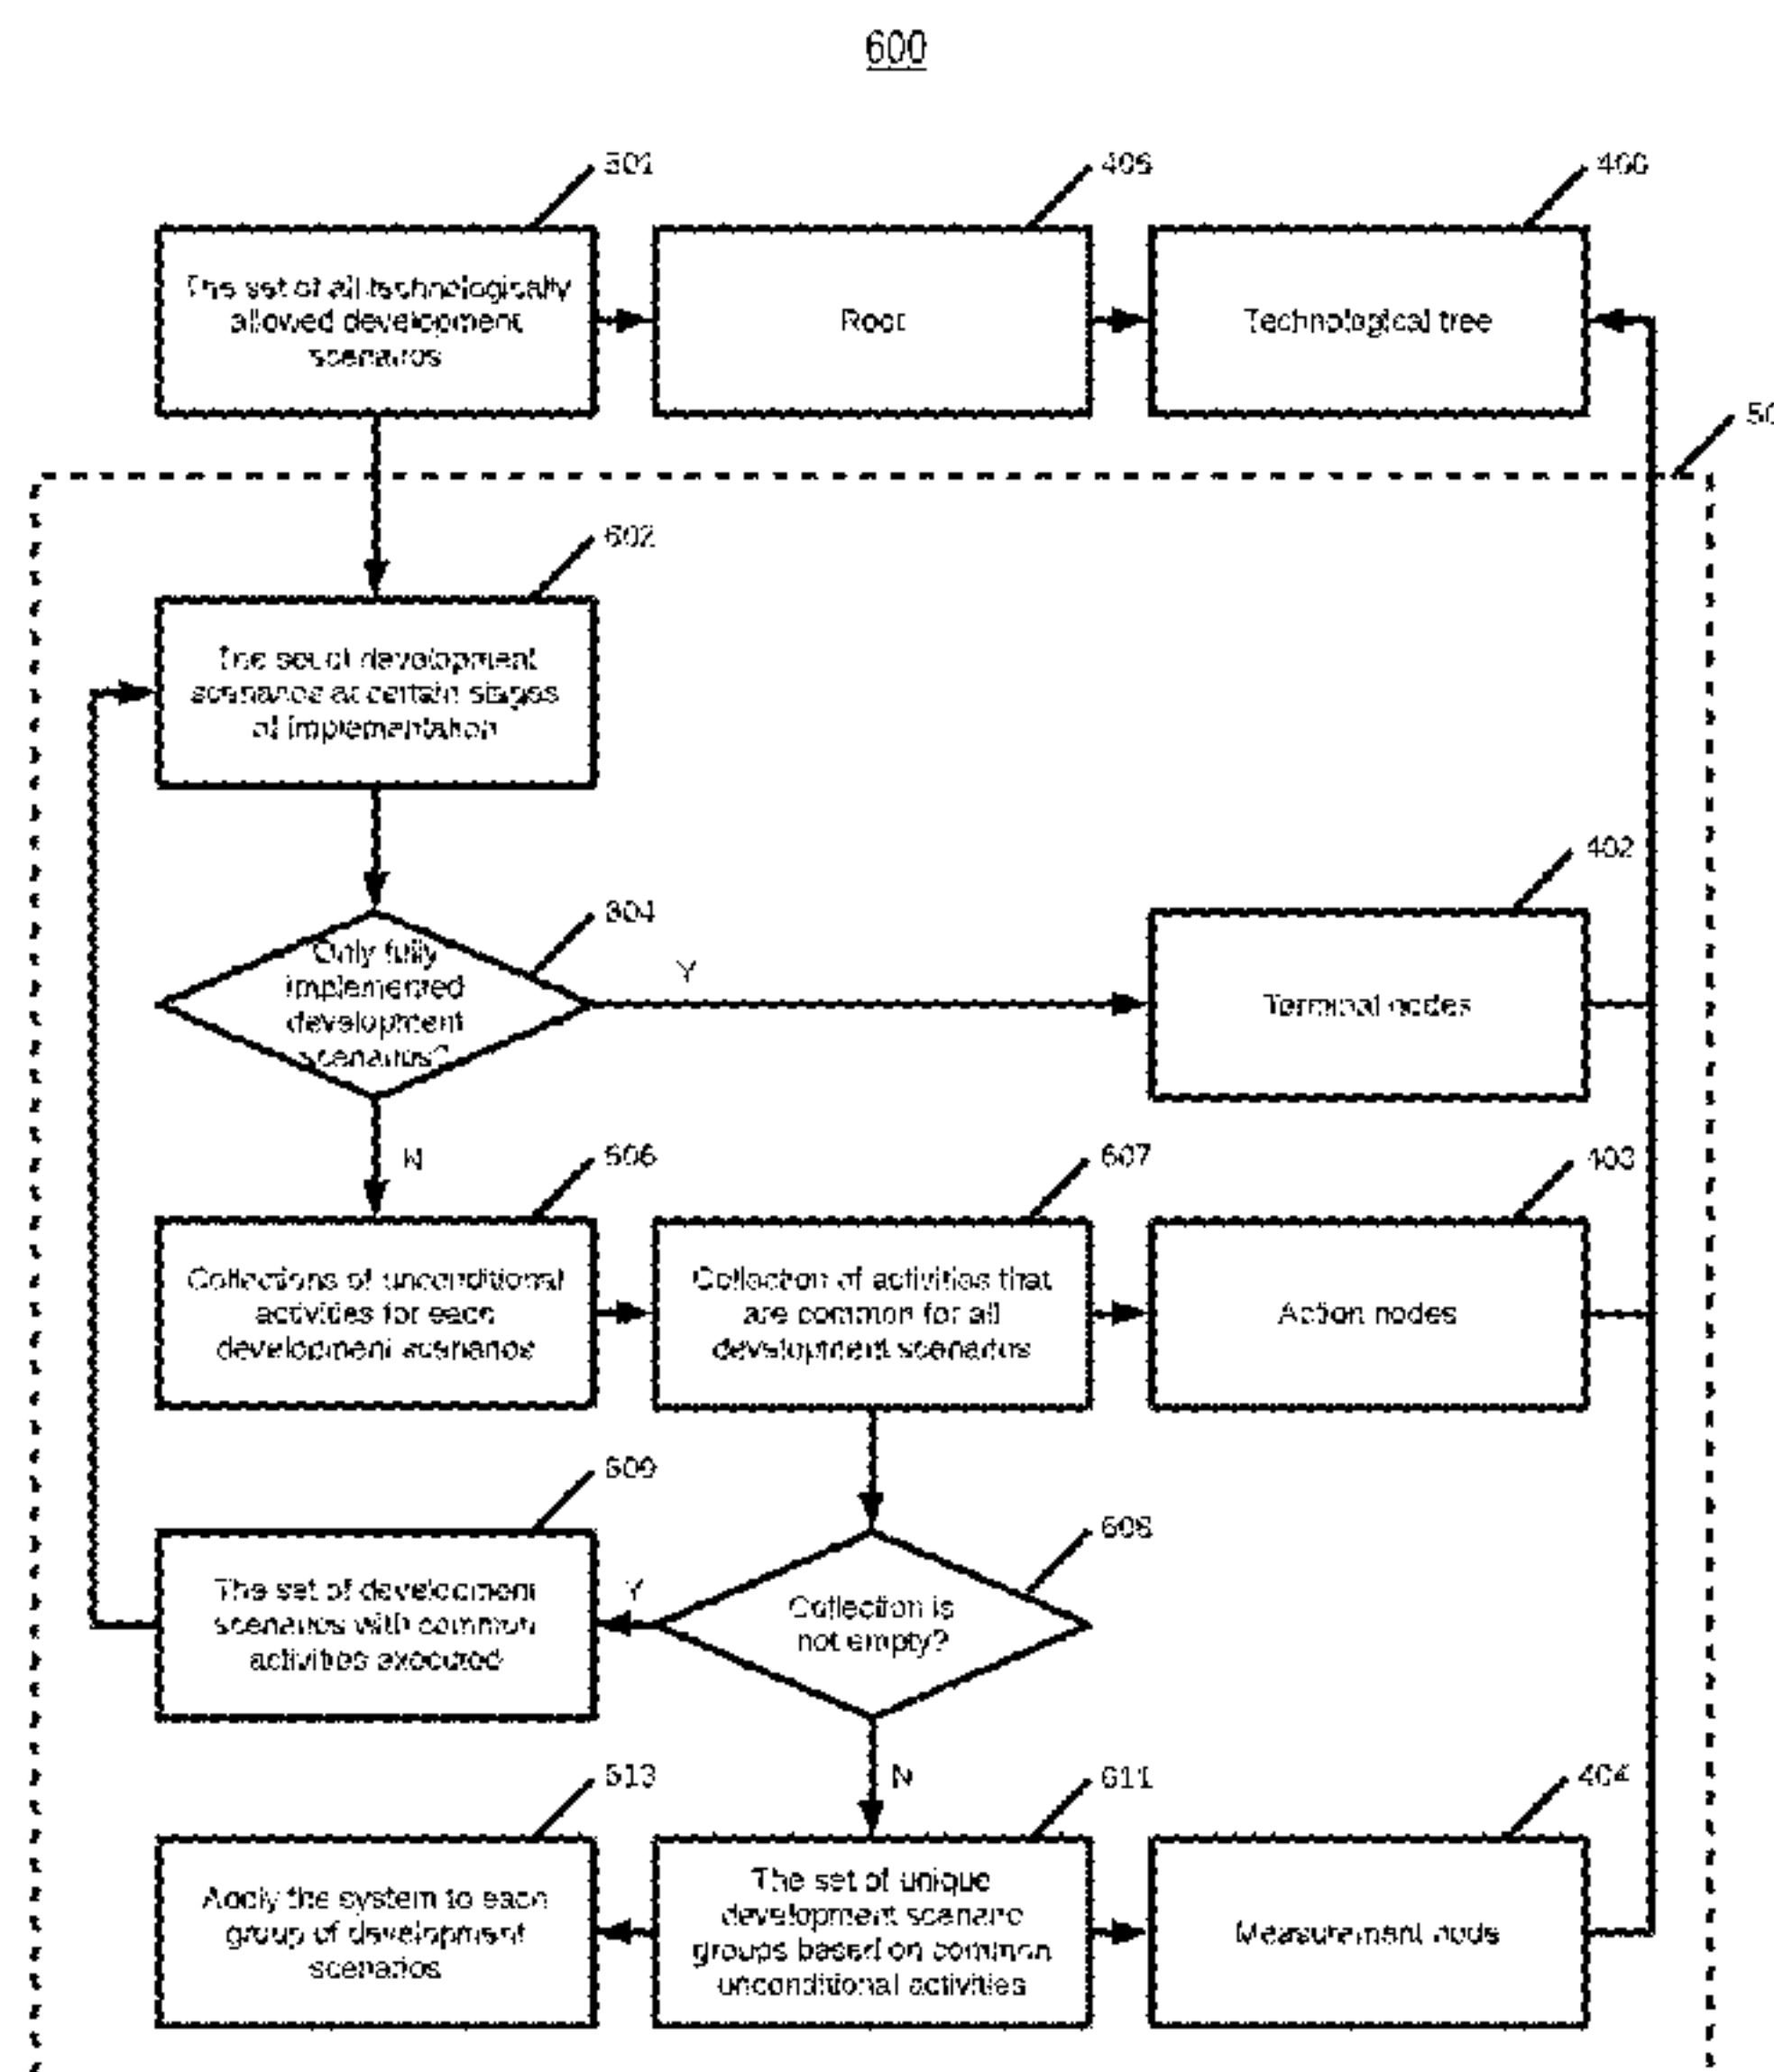 600
501
406
400
The set of all technologically
allowed development
scenarios
Root
Technological tree
50
602
The set of development
scenarios at certain stages
of implementation
604
402
Only fully
implemented
development
scenarios?
Y
Terminal nodes
N
606
607
403
Collections of unconditional
activities for each
development scenarios
Collection of activities that
are common for all
development scenarios
Action nodes
609
608
The set of development
scenarios with common
activities executed
Y
Collection is
not empty?
N
613
611
404
Apply the system to each
group of development
scenarios
The set of unique
development scenario
groups based on common
unconditional activities
Measurement node